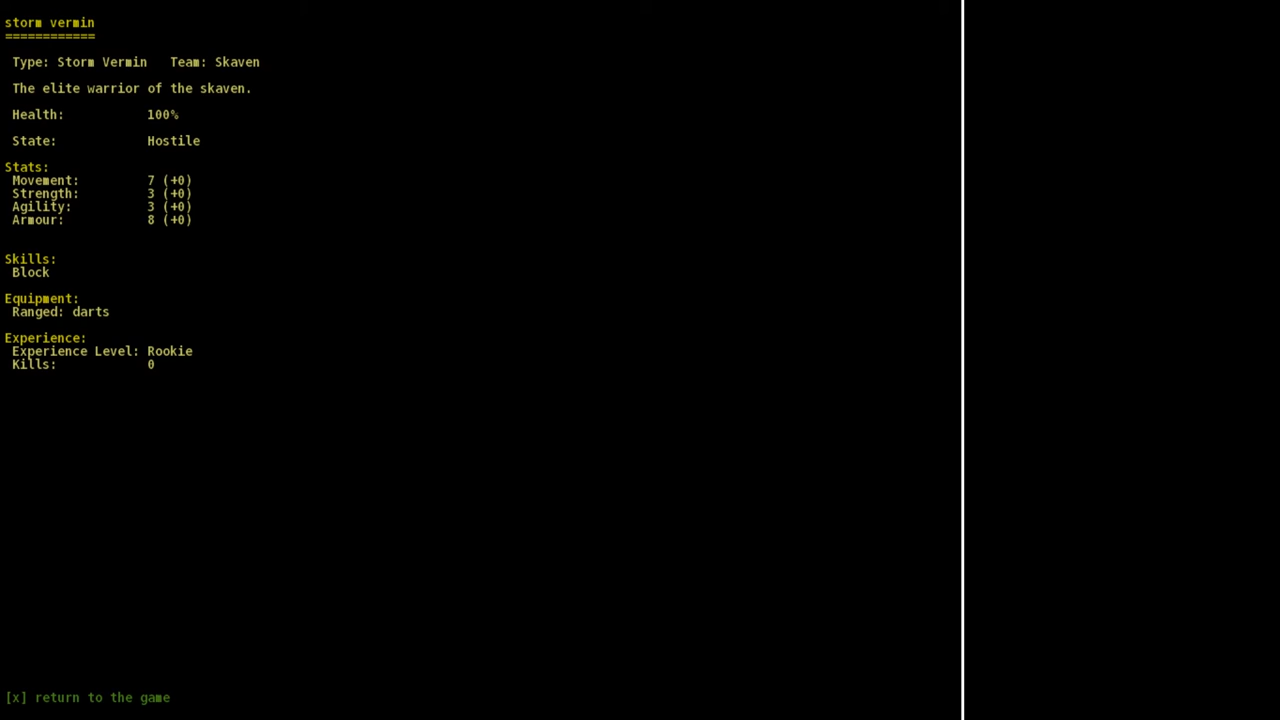 storm vermin
============
Type: Storm Vermin   Team: Skaven
The elite warrior of the skaven.
Health:           100%
State:            Hostile
Stats:
Movement:         7 (+0)
Strength:         3 (+0)
Agility:          3 (+0)
Armour:           8 (+0)
Skills:
Block
Equipment:
Ranged: darts
Experience:
Experience Level: Rookie
Kills:            0
[x] return to the game